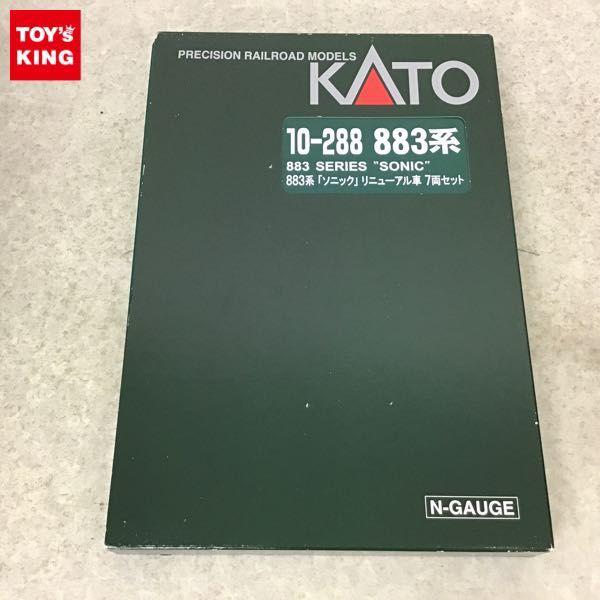 TOY's
KING
PRECISION RAILROAD MODELS
KATO
10-288 883系
883 SERIES "SONIC"
883系「ソニック」リニューアル車 7両セット
N-GAUGE